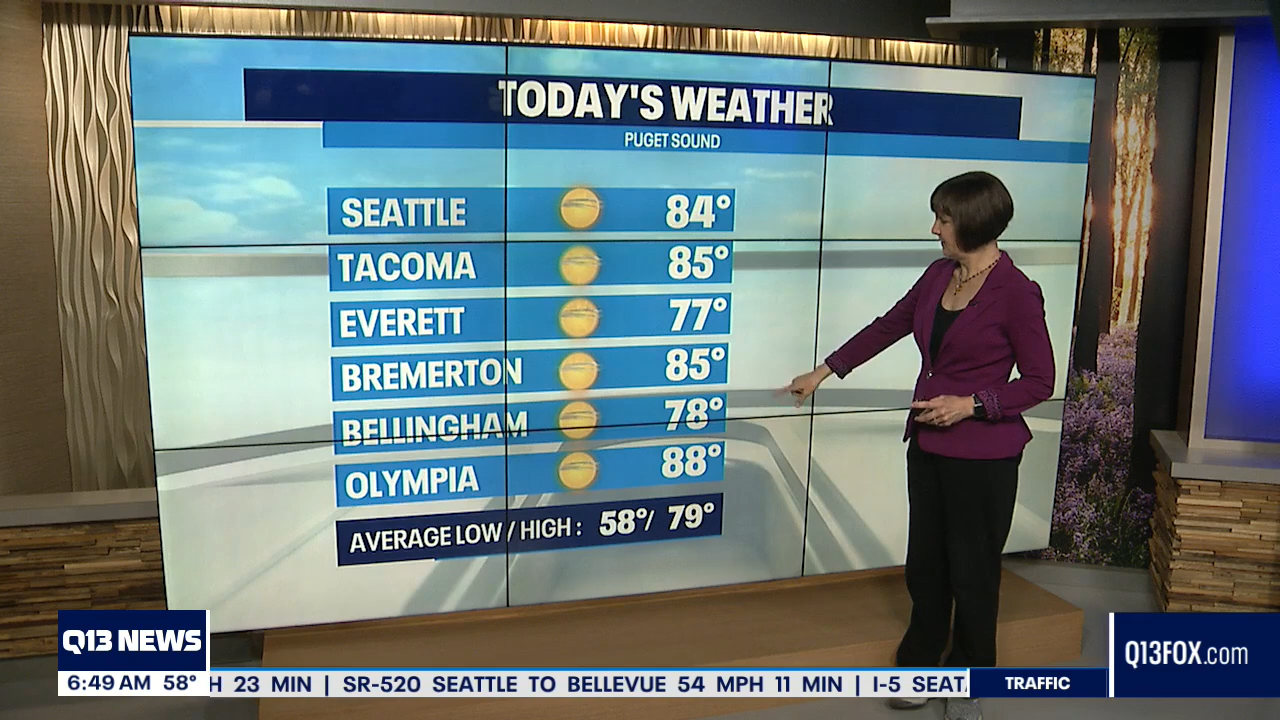 TODAY'S WEATHER
PUGET SOUND
SEATTLE 84°
TACOMA 85°
EVERETT 77°
BREMERTON 85°
BELLINGHAM 78°
OLYMPIA 88°
AVERAGE LOW / HIGH : 58°/ 79°
Q13 NEWS
Q13FOX.com
6:49 AM 58° H 23 MIN | SR-520 SEATTLE TO BELLEVUE 54 MPH 11 MIN | I-5 SEAT TRAFFIC